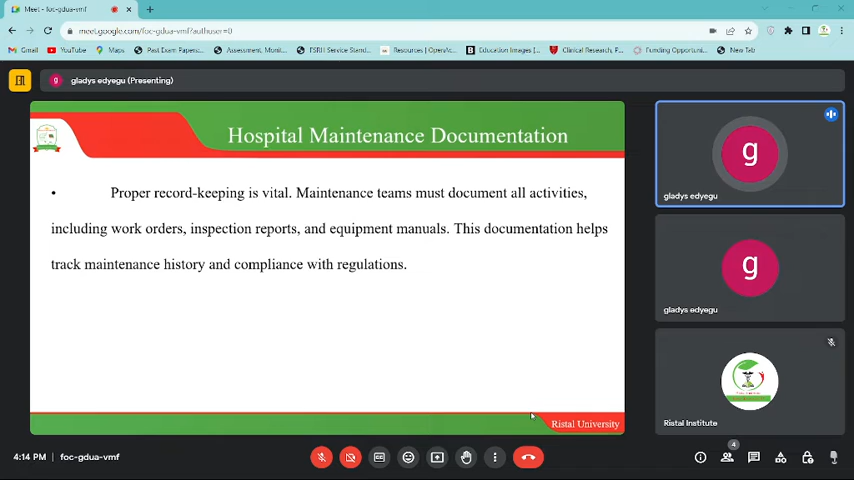 Meet - foc-gdua-vmf
meet.google.com/foc-gdua-vmf?authuser=0
Gmail
YouTube
Maps
Past Exam Papers:...
Assessment, Monit...
FSRH Service Stand...
Resources | OpenAc...
Education Images |...
Clinical Research, P...
Funding Opportuni...
New Tab
gladys edyegu (Presenting)
Hospital Maintenance Documentation
• Proper record-keeping is vital. Maintenance teams must document all activities,
including work orders, inspection reports, and equipment manuals. This documentation helps
track maintenance history and compliance with regulations.
Ristal University
g
gladys edyegu
g
gladys edyegu
Ristal Institute
4:14 PM
foc-gdua-vmf
4